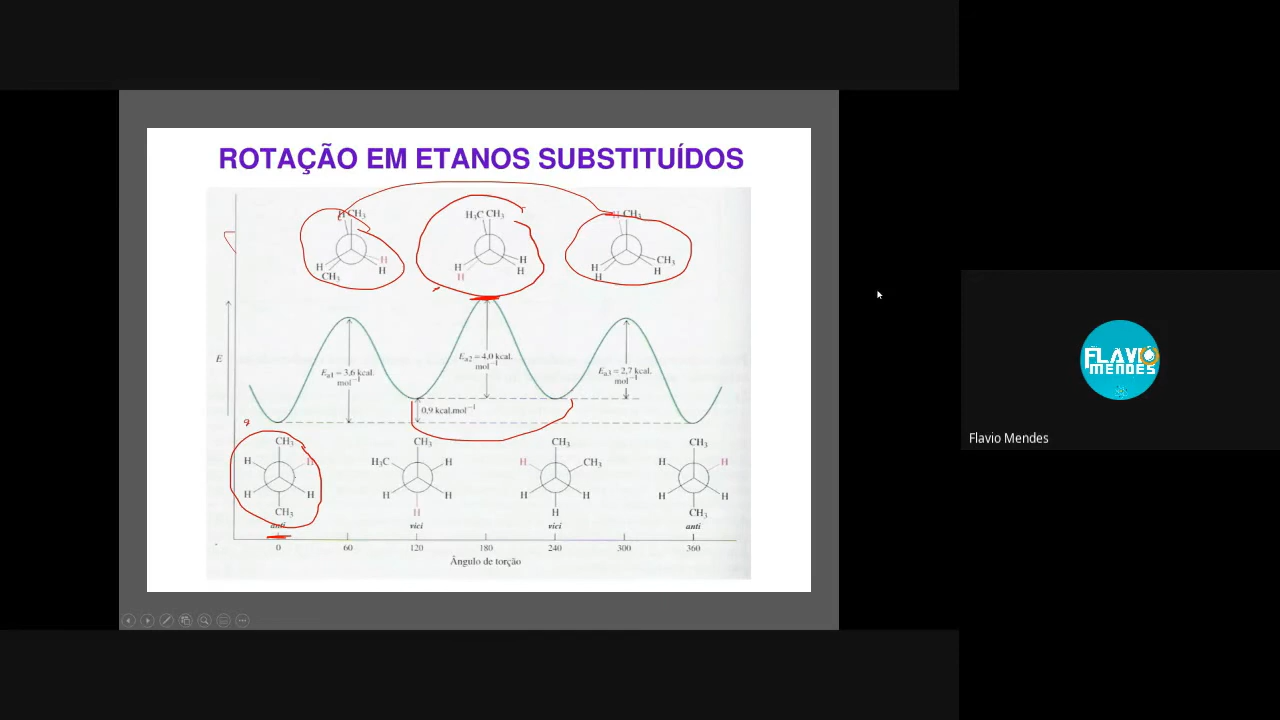 ROTAÇÃO EM ETANOS SUBSTITUÍDOS
H CH₃
H₃C CH₃
H CH₃
H
H
H
CH₃
H
H
H
H
CH₃
H
H
H
E
Eₐ₁ = 3,6 kcal.
mol⁻¹
Eₐ₂ = 4,0 kcal.
mol⁻¹
Eₐ₃ = 2,7 kcal.
mol⁻¹
0,9 kcal.mol⁻¹
CH₃
H
H
H
H
CH₃
anti
CH₃
H₃C
H
H
H
H
vici
CH₃
H
CH₃
H
H
H
vici
CH₃
H
H
H
H
CH₃
anti
0 60 120 180 240 300 360
Ângulo de torção
FLAVIO
MENDES
Flavio Mendes